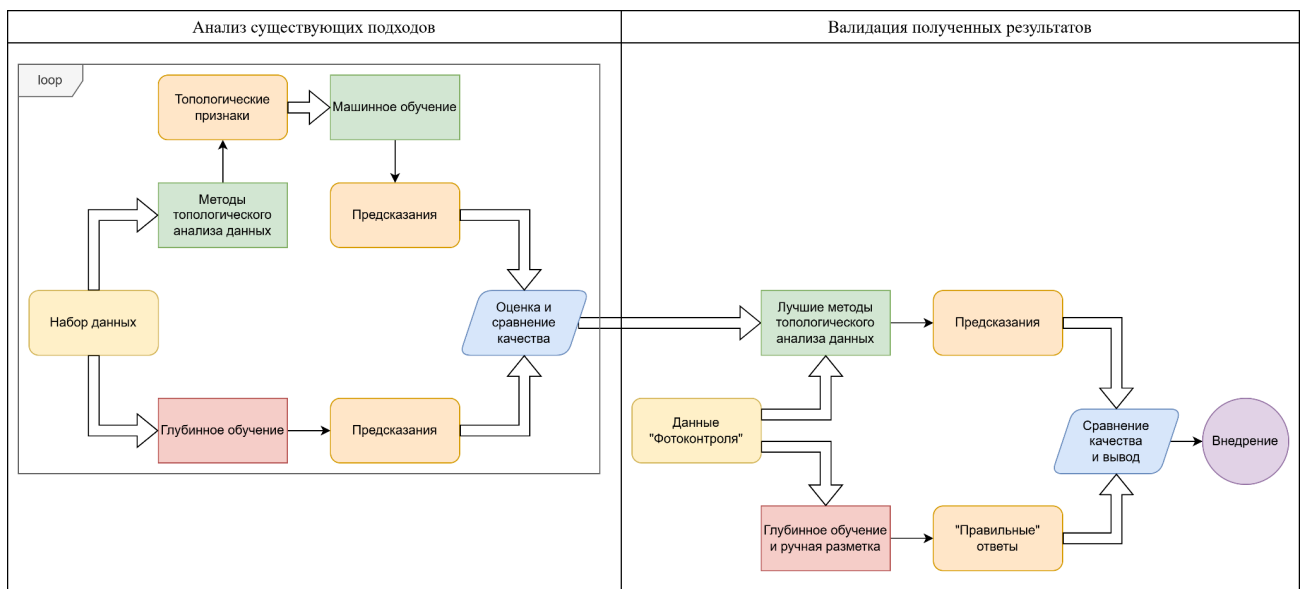 Анализ существующих подходов
Валидация полученных результатов
loop
Топологические
признаки
Машинное обучение
Методы
топологического
анализа данных
Предсказания
Набор данных
Оценка и
сравнение
качества
Глубинное обучение
Предсказания
Лучшие методы
топологического
анализа данных
Предсказания
Данные
"Фотоконтроля"
Сравнение
качества
и вывод
Внедрение
Глубинное обучение
и ручная разметка
"Правильные"
ответы